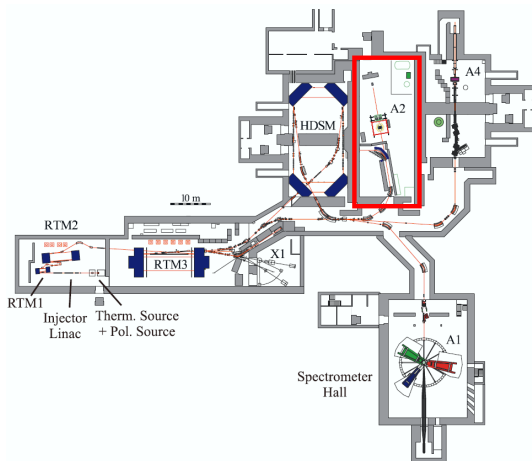 A4
A2
HDSM
10 m
RTM2
RTM3
X1
RTM1
Injector
Linac
Therm. Source
+ Pol. Source
A1
Spectrometer
Hall